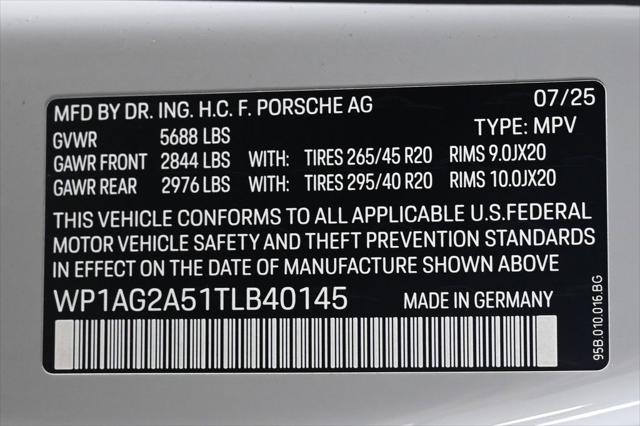 MFD BY DR. ING. H.C. F. PORSCHE AG 07/25
GVWR 5688 LBS TYPE: MPV
GAWR FRONT 2844 LBS WITH: TIRES 265/45 R20 RIMS 9.0JX20
GAWR REAR 2976 LBS WITH: TIRES 295/40 R20 RIMS 10.0JX20
THIS VEHICLE CONFORMS TO ALL APPLICABLE U.S.FEDERAL
MOTOR VEHICLE SAFETY AND THEFT PREVENTION STANDARDS
IN EFFECT ON THE DATE OF MANUFACTURE SHOWN ABOVE
WP1AG2A51TLB40145 MADE IN GERMANY
95B.010.016.BG